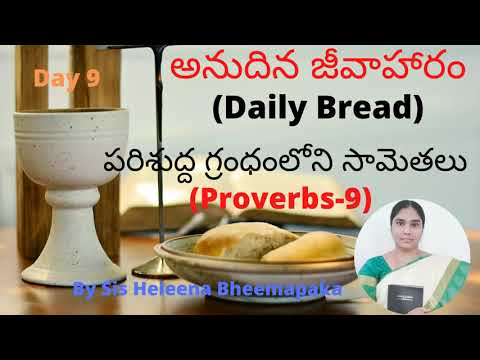 Day 9
అనుదిన జీవాహారం
(Daily Bread)
పరిశుద్ద గ్రంధంలోని సామెతలు
(Proverbs-9)
By Sis Heleena Bheemapaka